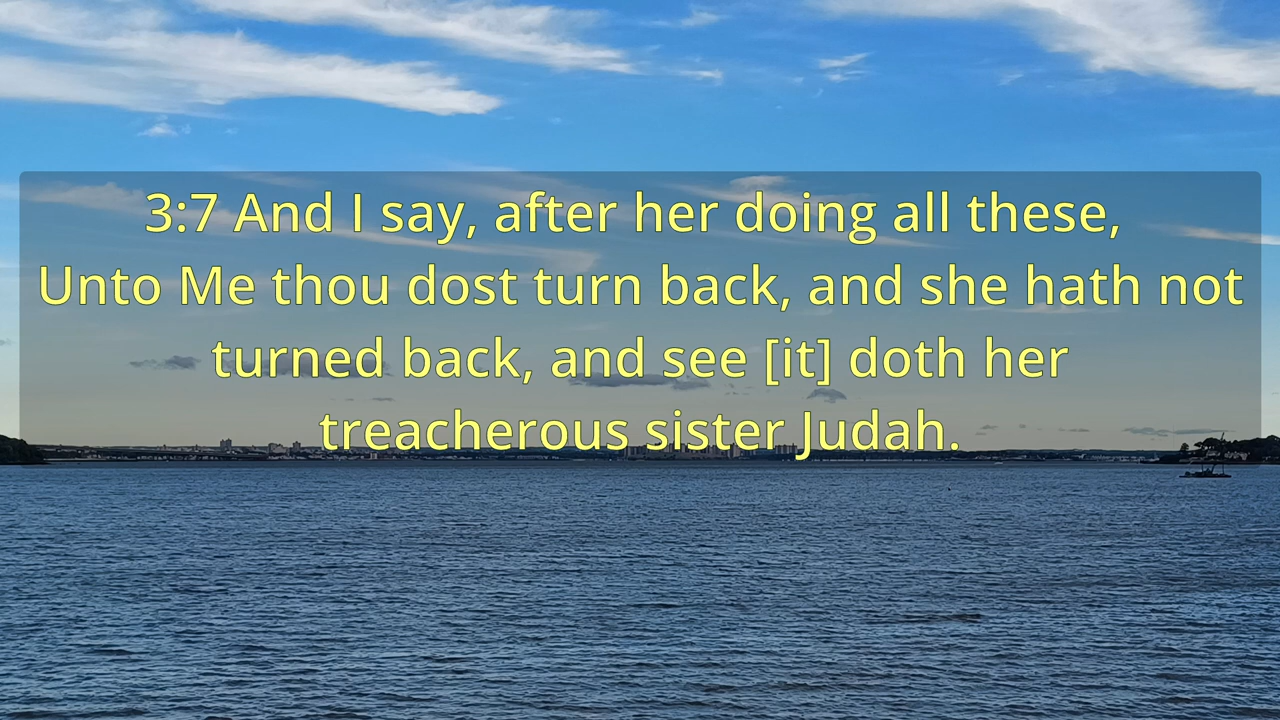 3:7 And I say, after her doing all these,
Unto Me thou dost turn back, and she hath not
turned back, and see [it] doth her
treacherous sister Judah.